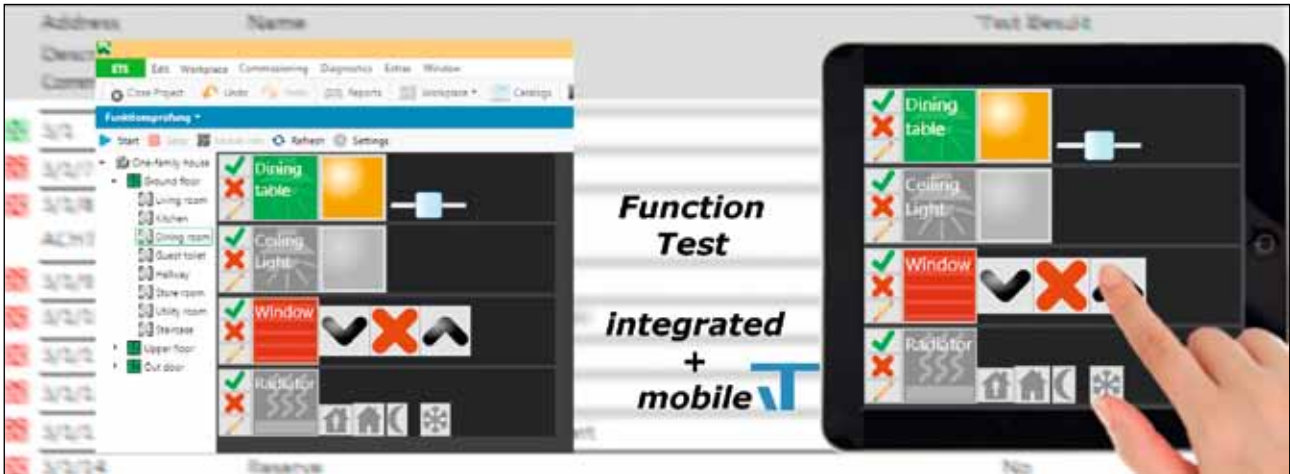 Address Name Test Result
ETS Edit Workplace Commissioning Diagnostics Extras Window
Close Project Undo Reports Workplace Catalogs
Funktionsprüfung
Start Refresh Settings
One-family house
Ground floor
Living room
Kitchen
Dining room
Guest toilet
Hallway
Store room
Utility room
Staircase
Upper floor
Out door
Dining
table
Ceiling
Light
Window
Radiator
Function
Test
integrated
+
mobile
Dining
table
Ceiling
Light
Window
Radiator
3/1/14 Reserve No